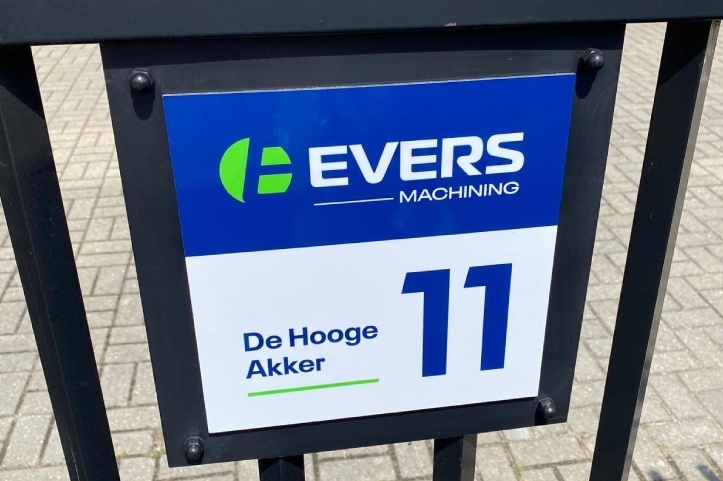 EVERS
MACHINING
De Hooge
Akker
11